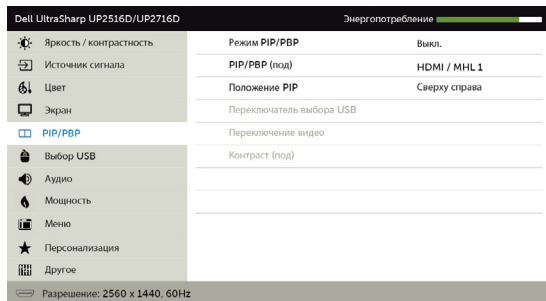 Dell UltraSharp UP2516D/UP2716D
Энергопотребление
Яркость / контрастность
Источник сигнала
Цвет
Экран
PIP/PBP
Выбор USB
Аудио
Мощность
Меню
Персонализация
Другое
Режим PIP/PBP Выкл.
PIP/PBP (под) HDMI / MHL 1
Положение PIP Сверху справа
Переключатель выбора USB
Переключение видео
Контраст (под)
Разрешение: 2560 x 1440, 60Hz